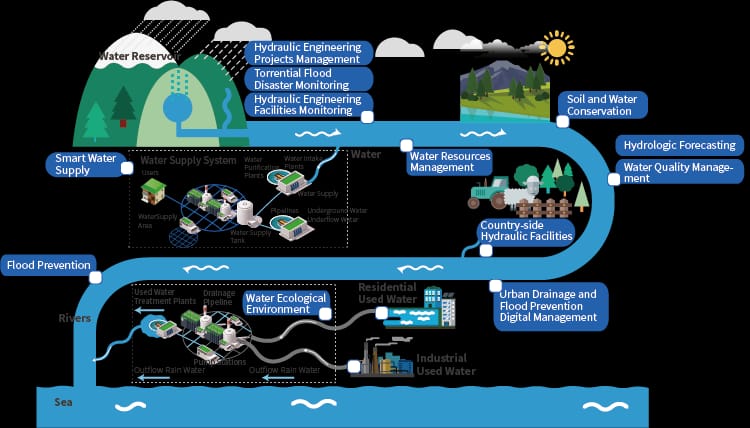 Water Reservoir
Hydraulic Engineering
Projects Management
Torrential Flood
Disaster Monitoring
Hydraulic Engineering
Facilities Monitoring
Soil and Water
Conservation
Hydrologic Forecasting
Water Quality Manage-
ment
Smart Water
Supply
Water Supply System
Water
Water Resources
Management
Users
Water
Purification
Plants
Water Intake
Plants
Water Supply
WaterSupply
Area
Pipelines
Underground Water
Underflow Water
Water Supply
Tank
Country-side
Hydraulic Facilities
Flood Prevention
Urban Drainage and
Flood Prevention
Digital Management
Used Water
Treatment Plants
Drainage
Pipeline
Water Ecological
Environment
Residential
Used Water
Rivers
Pump Stations
Outflow Rain Water
Outflow Rain Water
Industrial
Used Water
Sea